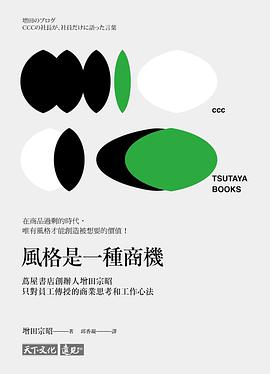 増田のブログ
CCCの社長が、社員だけに語った言葉
ccc
TSUTAYA
BOOKS
在商品過剩的時代，
唯有風格才能創造被想要的價值！
風格是一種商機
蔦屋書店創辦人增田宗昭
只對員工傳授的商業思考和工作心法
增田宗昭 — 著 邱香凝 — 譯
天下文化 遠見